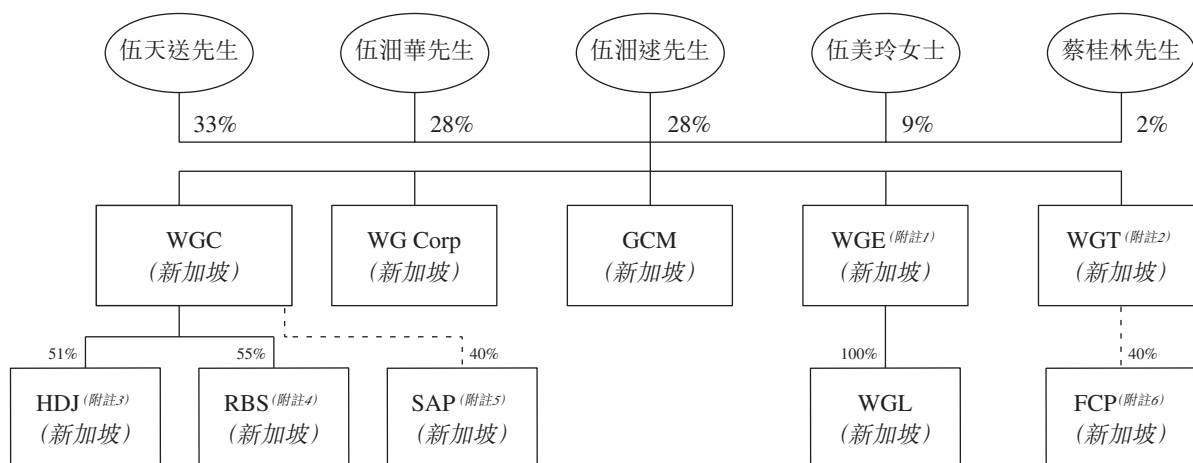 伍天送先生
伍沺華先生
伍沺逑先生
伍美玲女士
蔡桂林先生
33%
28%
28%
9%
2%
WGC
(新加坡)
WG Corp
(新加坡)
GCM
(新加坡)
WGE(附註1)
(新加坡)
WGT(附註2)
(新加坡)
51%
55%
40%
100%
40%
HDJ(附註3)
(新加坡)
RBS(附註4)
(新加坡)
SAP(附註5)
(新加坡)
WGL
(新加坡)
FCP(附註6)
(新加坡)